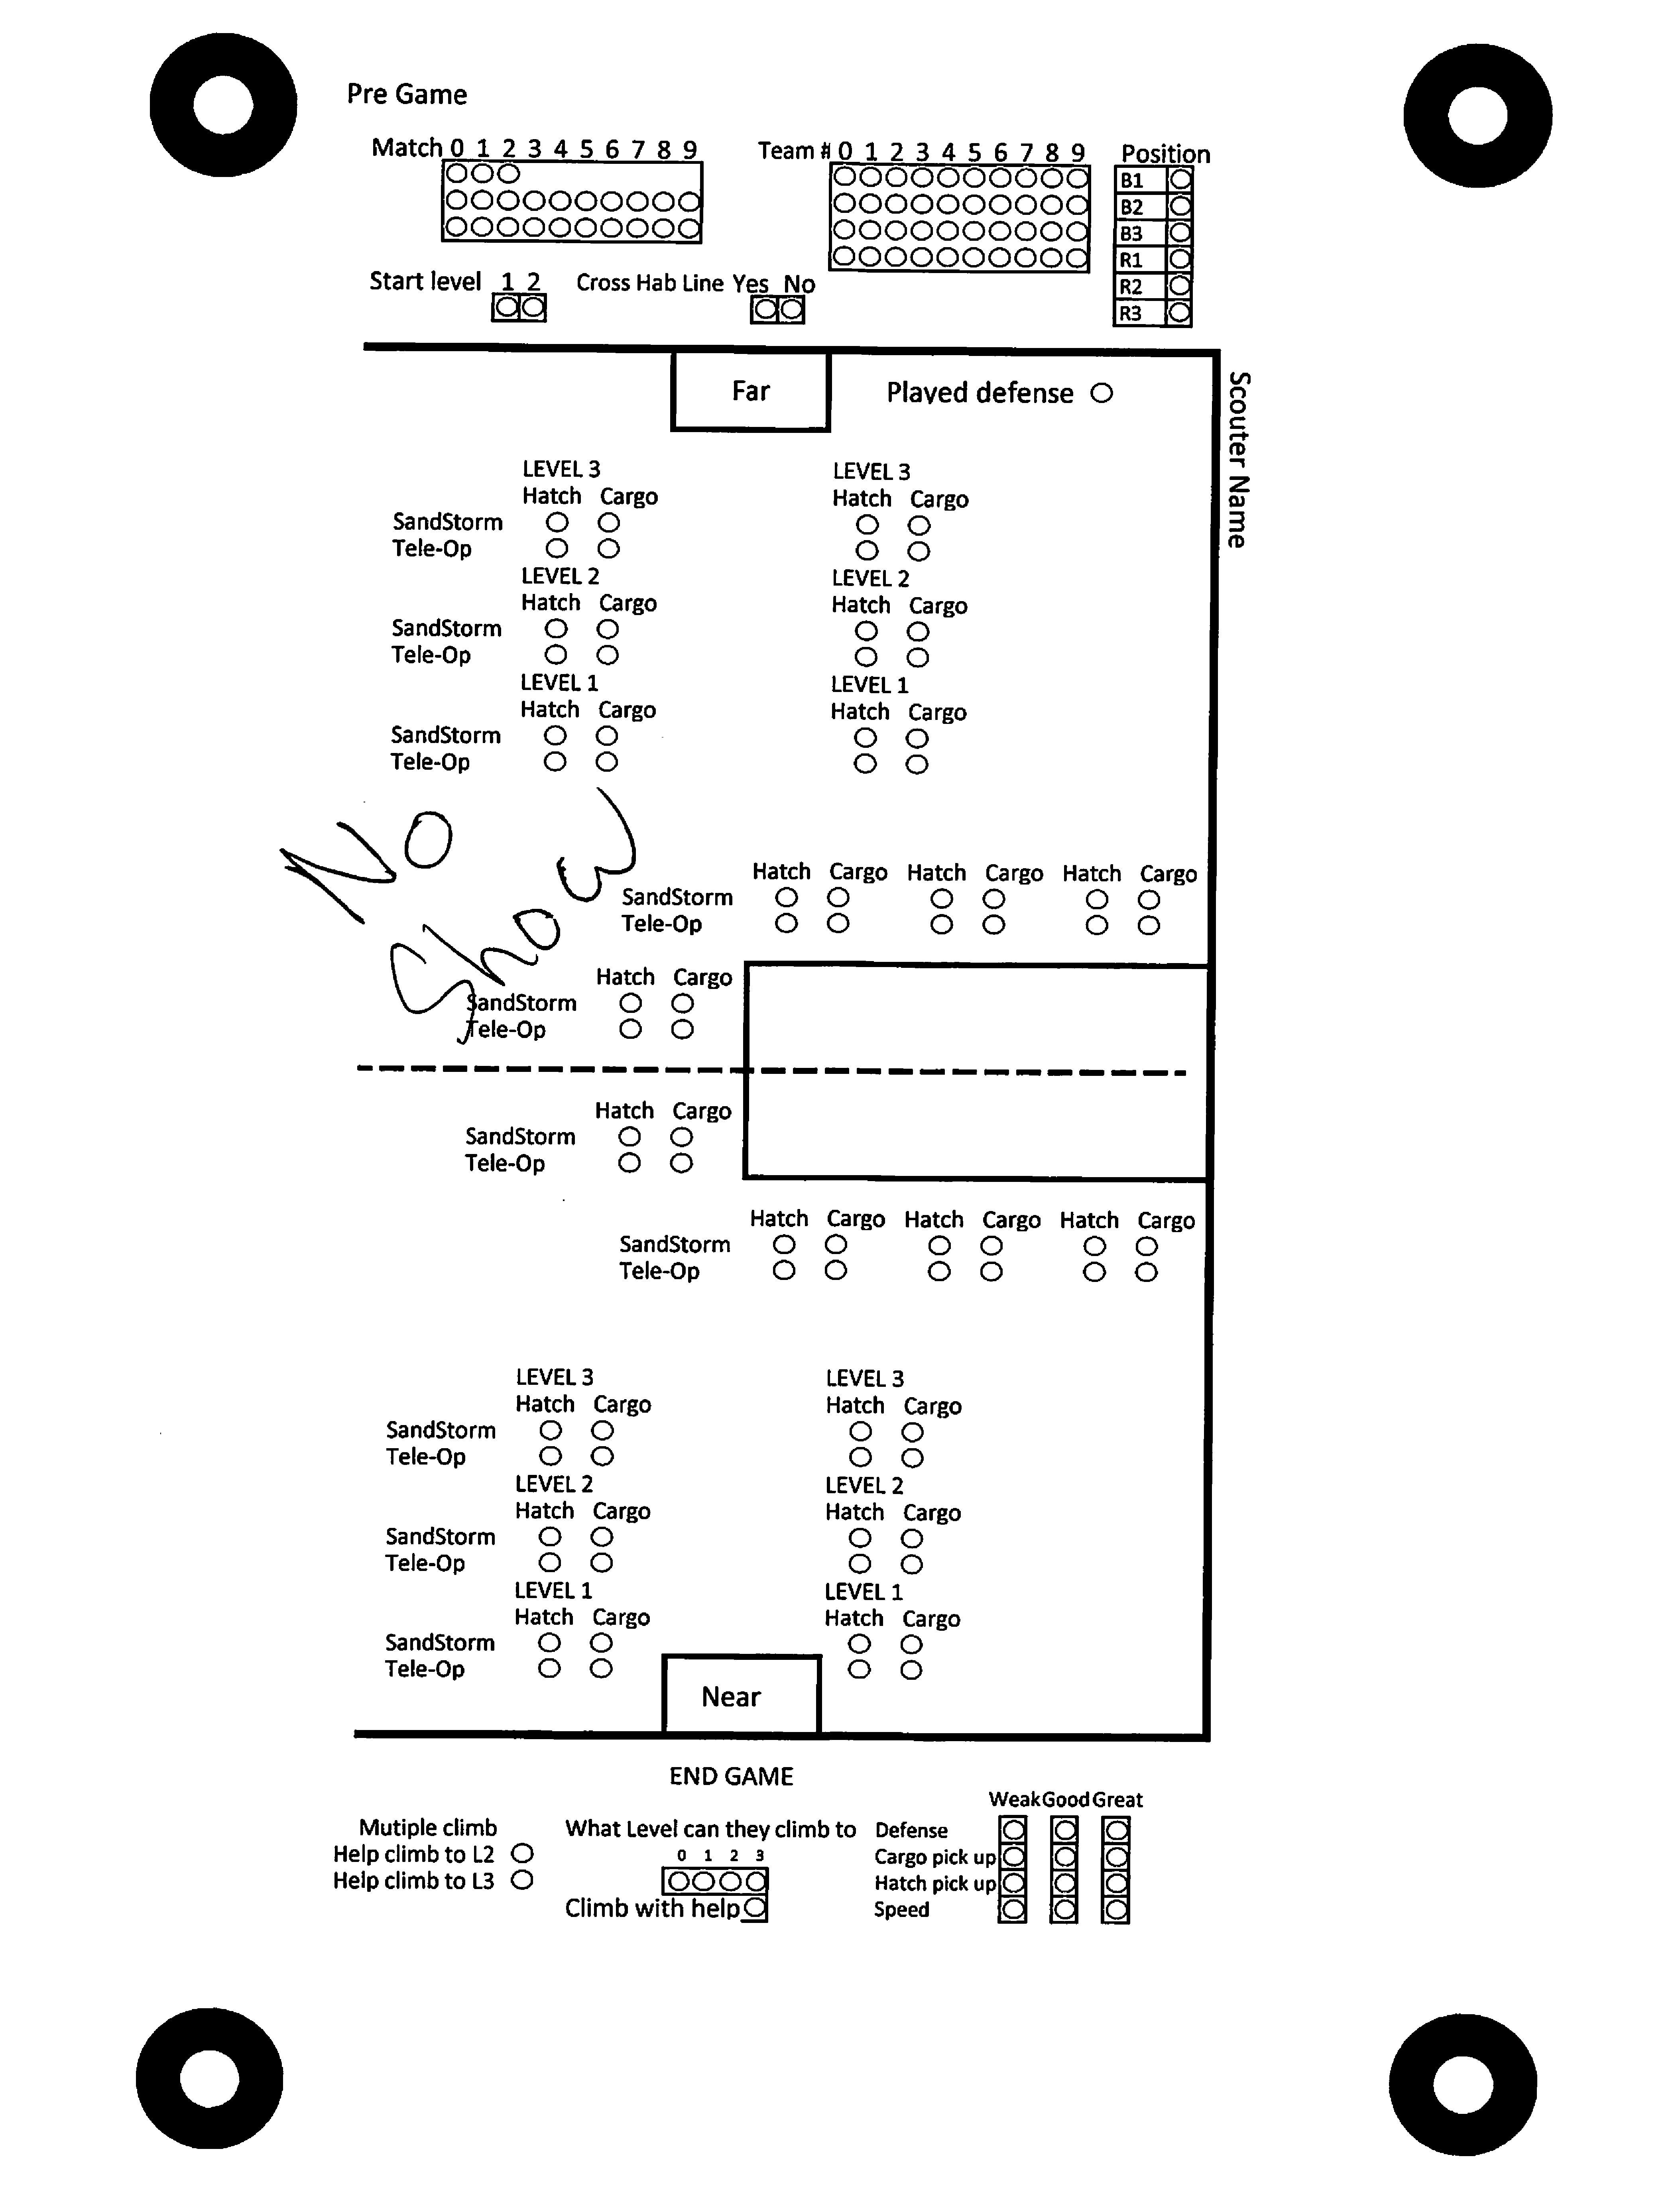 Pre Game
Match 0 1 2 3 4 5 6 7 8 9
Team # 0 1 2 3 4 5 6 7 8 9
Position
B1
B2
B3
R1
R2
R3
Start level 1 2
Cross Hab Line Yes No
Far
Played defense
Scouter Name
LEVEL 3
Hatch Cargo
SandStorm
Tele-Op
LEVEL 2
Hatch Cargo
SandStorm
Tele-Op
LEVEL 1
Hatch Cargo
SandStorm
Tele-Op
LEVEL 3
Hatch Cargo
LEVEL 2
Hatch Cargo
LEVEL 1
Hatch Cargo
No
Show
Hatch Cargo Hatch Cargo Hatch Cargo
SandStorm
Tele-Op
Hatch Cargo
SandStorm
Tele-Op
Hatch Cargo
SandStorm
Tele-Op
Hatch Cargo Hatch Cargo Hatch Cargo
SandStorm
Tele-Op
LEVEL 3
Hatch Cargo
SandStorm
Tele-Op
LEVEL 2
Hatch Cargo
SandStorm
Tele-Op
LEVEL 1
Hatch Cargo
SandStorm
Tele-Op
LEVEL 3
Hatch Cargo
LEVEL 2
Hatch Cargo
LEVEL 1
Hatch Cargo
Near
END GAME
Mutiple climb
Help climb to L2
Help climb to L3
What Level can they climb to
0 1 2 3
Climb with help
Weak Good Great
Defense
Cargo pick up
Hatch pick up
Speed